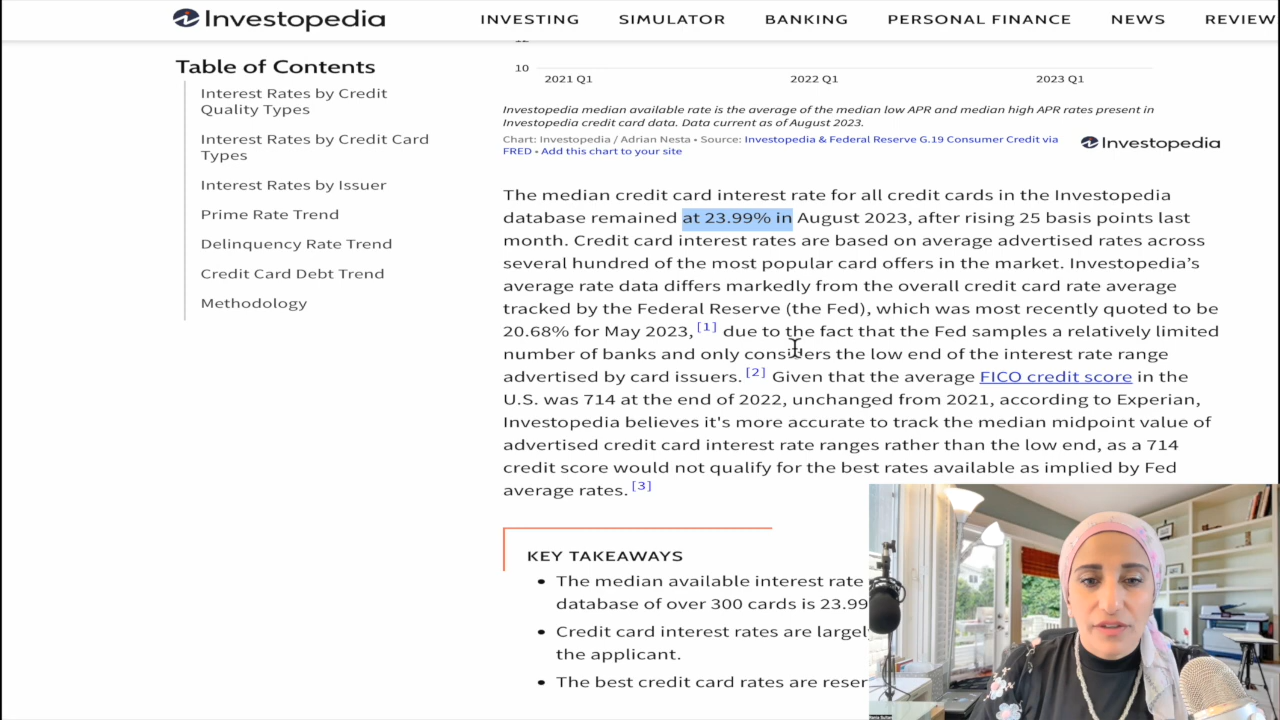 Investopedia
INVESTING SIMULATOR BANKING PERSONAL FINANCE NEWS REVIEW
Table of Contents
Interest Rates by Credit
Quality Types
Interest Rates by Credit Card
Types
Interest Rates by Issuer
Prime Rate Trend
Delinquency Rate Trend
Credit Card Debt Trend
Methodology
10
2021 Q1 2022 Q1 2023 Q1
Investopedia median available rate is the average of the median low APR and median high APR rates present in
Investopedia credit card data. Data current as of August 2023.
Chart: Investopedia / Adrian Nesta • Source: Investopedia & Federal Reserve G.19 Consumer Credit via
FRED • Add this chart to your site
Investopedia
The median credit card interest rate for all credit cards in the Investopedia
database remained at 23.99% in August 2023, after rising 25 basis points last
month. Credit card interest rates are based on average advertised rates across
several hundred of the most popular card offers in the market. Investopedia’s
average rate data differs markedly from the overall credit card rate average
tracked by the Federal Reserve (the Fed), which was most recently quoted to be
20.68% for May 2023, [1] due to the fact that the Fed samples a relatively limited
number of banks and only considers the low end of the interest rate range
advertised by card issuers. [2] Given that the average FICO credit score in the
U.S. was 714 at the end of 2022, unchanged from 2021, according to Experian,
Investopedia believes it's more accurate to track the median midpoint value of
advertised credit card interest rate ranges rather than the low end, as a 714
credit score would not qualify for the best rates available as implied by Fed
average rates. [3]
KEY TAKEAWAYS
• The median available interest rate
database of over 300 cards is 23.99
• Credit card interest rates are largel
the applicant.
• The best credit card rates are reser